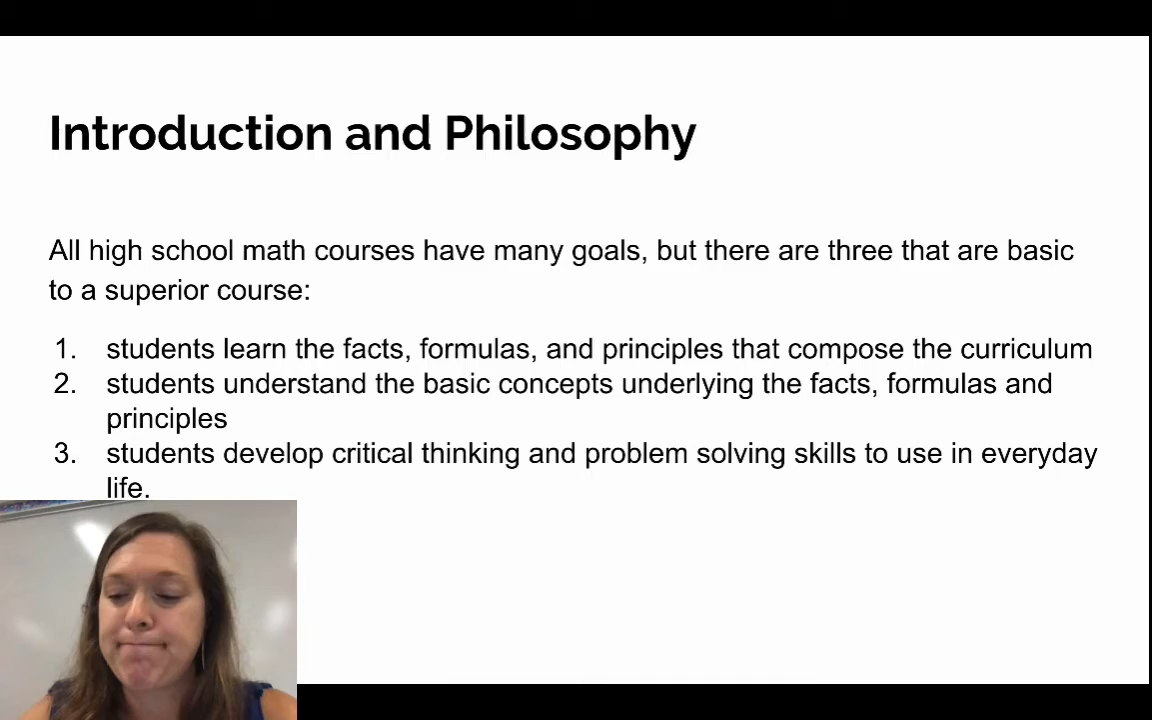 Introduction and Philosophy
All high school math courses have many goals, but there are three that are basic
to a superior course:
1. students learn the facts, formulas, and principles that compose the curriculum
2. students understand the basic concepts underlying the facts, formulas and
principles
3. students develop critical thinking and problem solving skills to use in everyday
life.